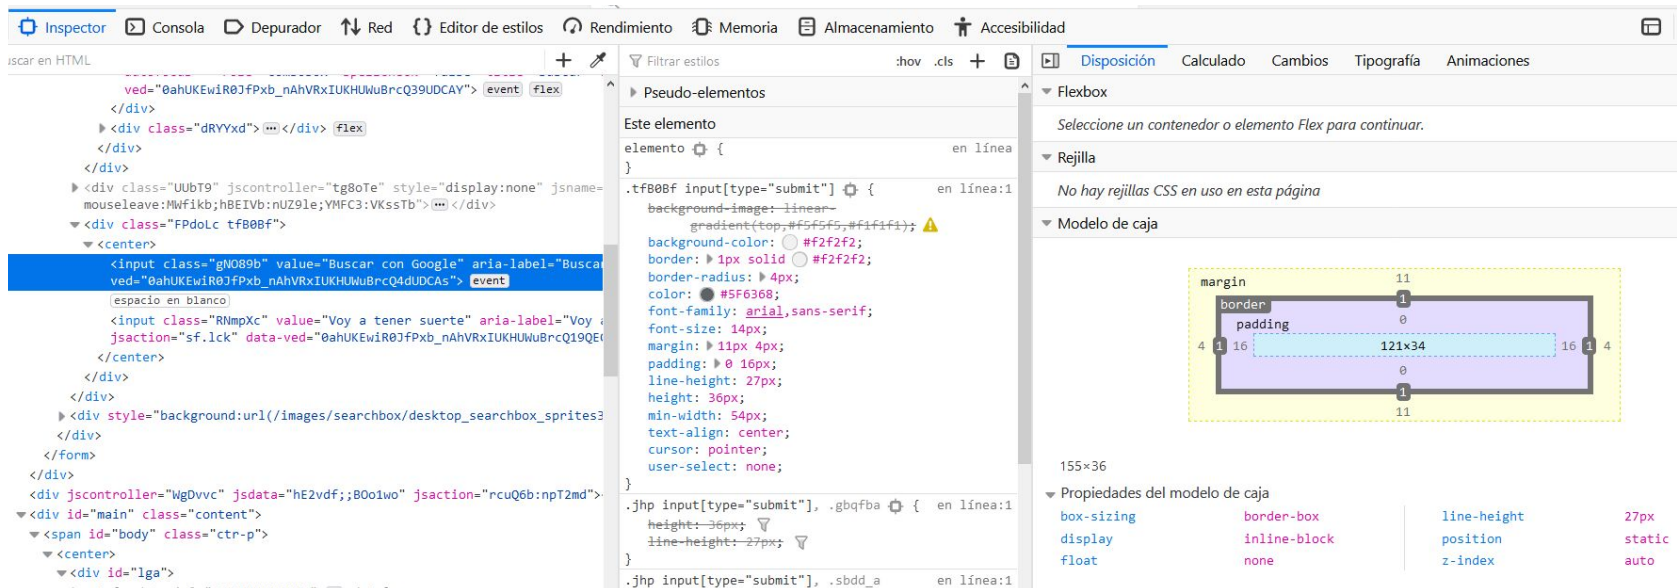 Inspector Consola Depurador Red Editor de estilos Rendimiento Memoria Almacenamiento Accesibilidad
en HTML
ved="0ahUKEwiR0JfPxb_nAhVRxIUKHUWuBrcQ39UDCAY"> event flex
</div>
<div class="dRYYxd"> ⋯ </div> flex
</div>
</div>
<div class="UUbT9" jscontroller="tg8oTe" style="display:none" jsname=
mouseleave:MWfikb;hBEIVb:nUZ9le;YMFC3:VKssTb"> ⋯ </div>
<div class="FPdoLc tfB0Bf">
<center>
<input class="gNO89b" value="Buscar con Google" aria-label="Busca
ved="0ahUKEwiR0JfPxb_nAhVRxIUKHUWuBrcQ4dUDCAs"> event
espacio en blanco
<input class="RNmpXc" value="Voy a tener suerte" aria-label="Voy
jsaction="sf.lck" data-ved="0ahUKEwiR0JfPxb_nAhVRxIUKHUWuBrcQ19QE
</center>
</div>
</div>
<div style="background:url(/images/searchbox/desktop_searchbox_sprites3
</div>
</form>
</div>
<div jscontroller="WgDvvc" jsdata="hE2vdf;;BOo1wo" jsaction="rcuQ6b:npT2md">
<div id="main" class="content">
<span id="body" class="ctr-p">
<center>
<div id="lga">
Filtrar estilos :hov .cls +
Pseudo-elementos
Este elemento
elemento { en línea
}
.tfB0Bf input[type="submit"] { en línea:1
background-image: linear-
gradient(top,#f5f5f5,#f1f1f1);
background-color: #f2f2f2;
border: 1px solid #f2f2f2;
border-radius: 4px;
color: #5F6368;
font-family: arial,sans-serif;
font-size: 14px;
margin: 11px 4px;
padding: 0 16px;
line-height: 27px;
height: 36px;
min-width: 54px;
text-align: center;
cursor: pointer;
user-select: none;
}
.jhp input[type="submit"], .gbqfba { en línea:1
height: 36px;
line-height: 27px;
}
.jhp input[type="submit"], .sbdd_a en línea:1
Disposición Calculado Cambios Tipografía Animaciones
Flexbox
Seleccione un contenedor o elemento Flex para continuar.
Rejilla
No hay rejillas CSS en uso en esta página
Modelo de caja
margin 11
border 1
padding 0
4 1 16 121×34 16 1 4
0
1
11
155×36
Propiedades del modelo de caja
box-sizing border-box line-height 27px
display inline-block position static
float none z-index auto